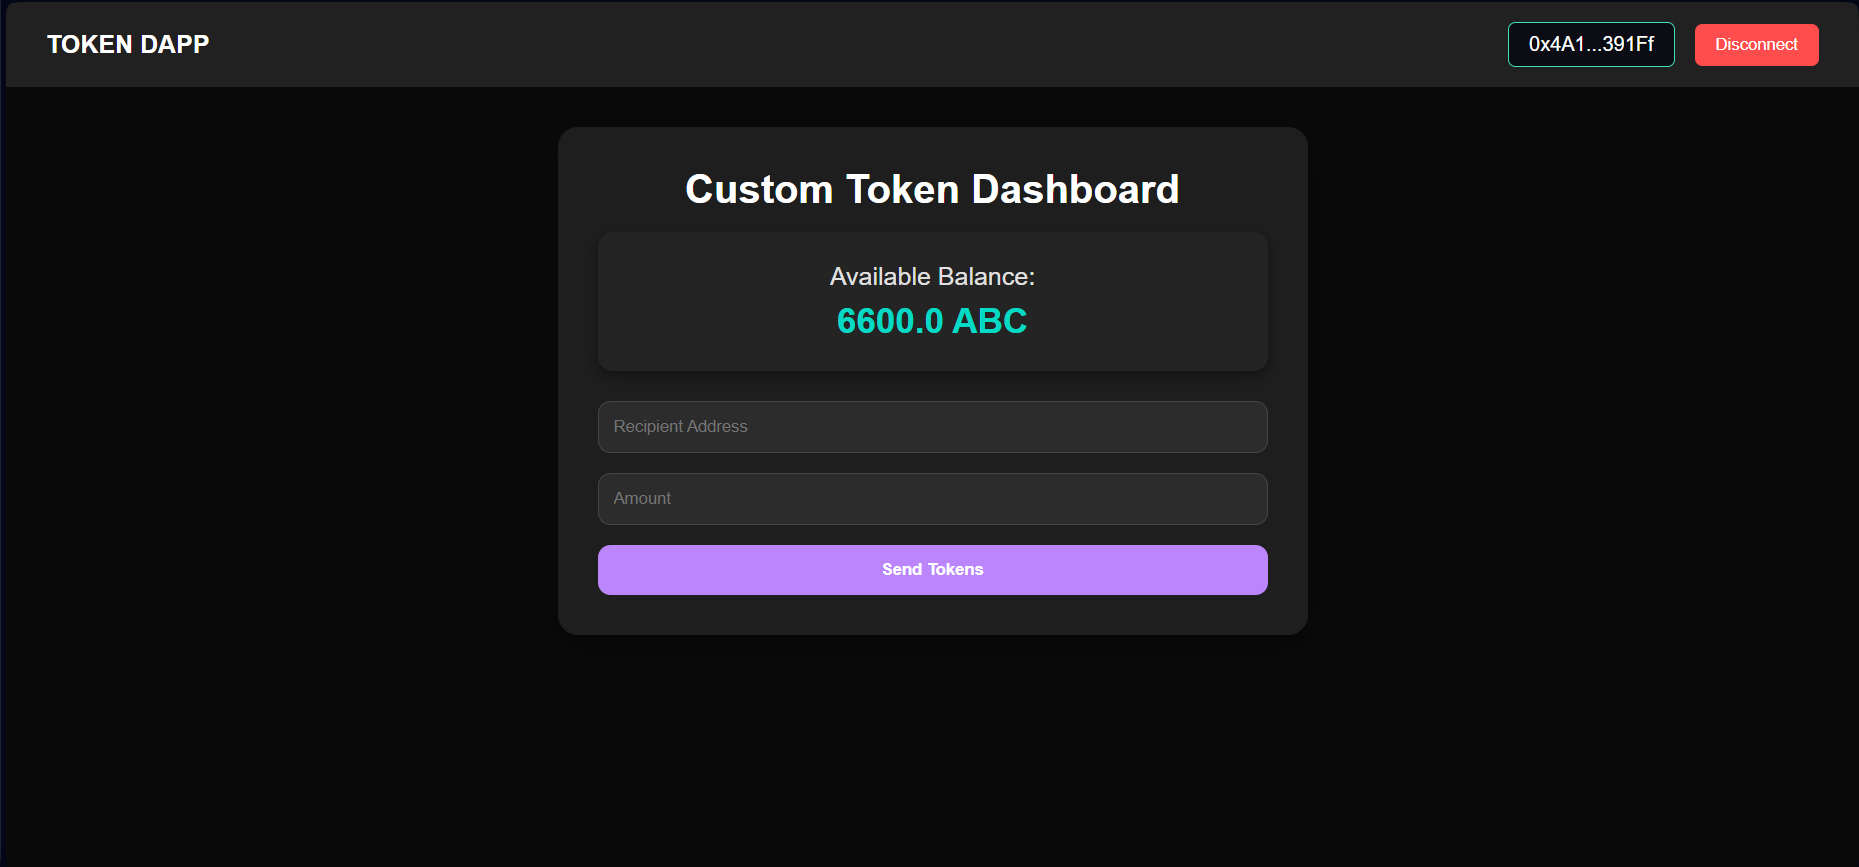 TOKEN DAPP
0x4A1...391Ff
Disconnect
Custom Token Dashboard
Available Balance:
6600.0 ABC
Recipient Address
Amount
Send Tokens